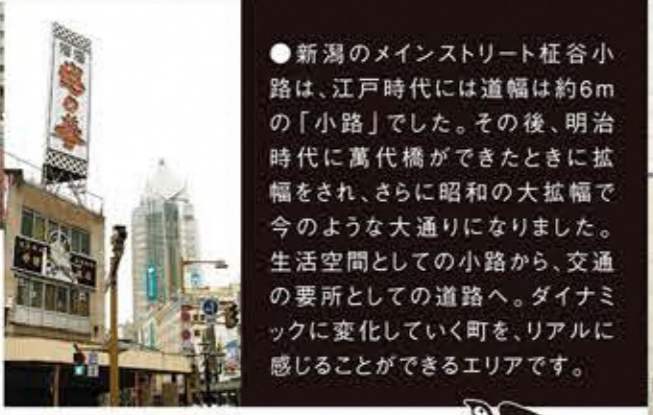 ●新潟のメインストリート柾谷小
路は、江戸時代には道幅は約6m
の「小路」でした。その後、明治
時代に萬代橋ができたときに拡
幅をされ、さらに昭和の大拡幅で
今のような大通りになりました。
生活空間としての小路から、交通
の要所としての道路へ。ダイナミ
ックに変化していく町を、リアルに
感じることができるエリアです。